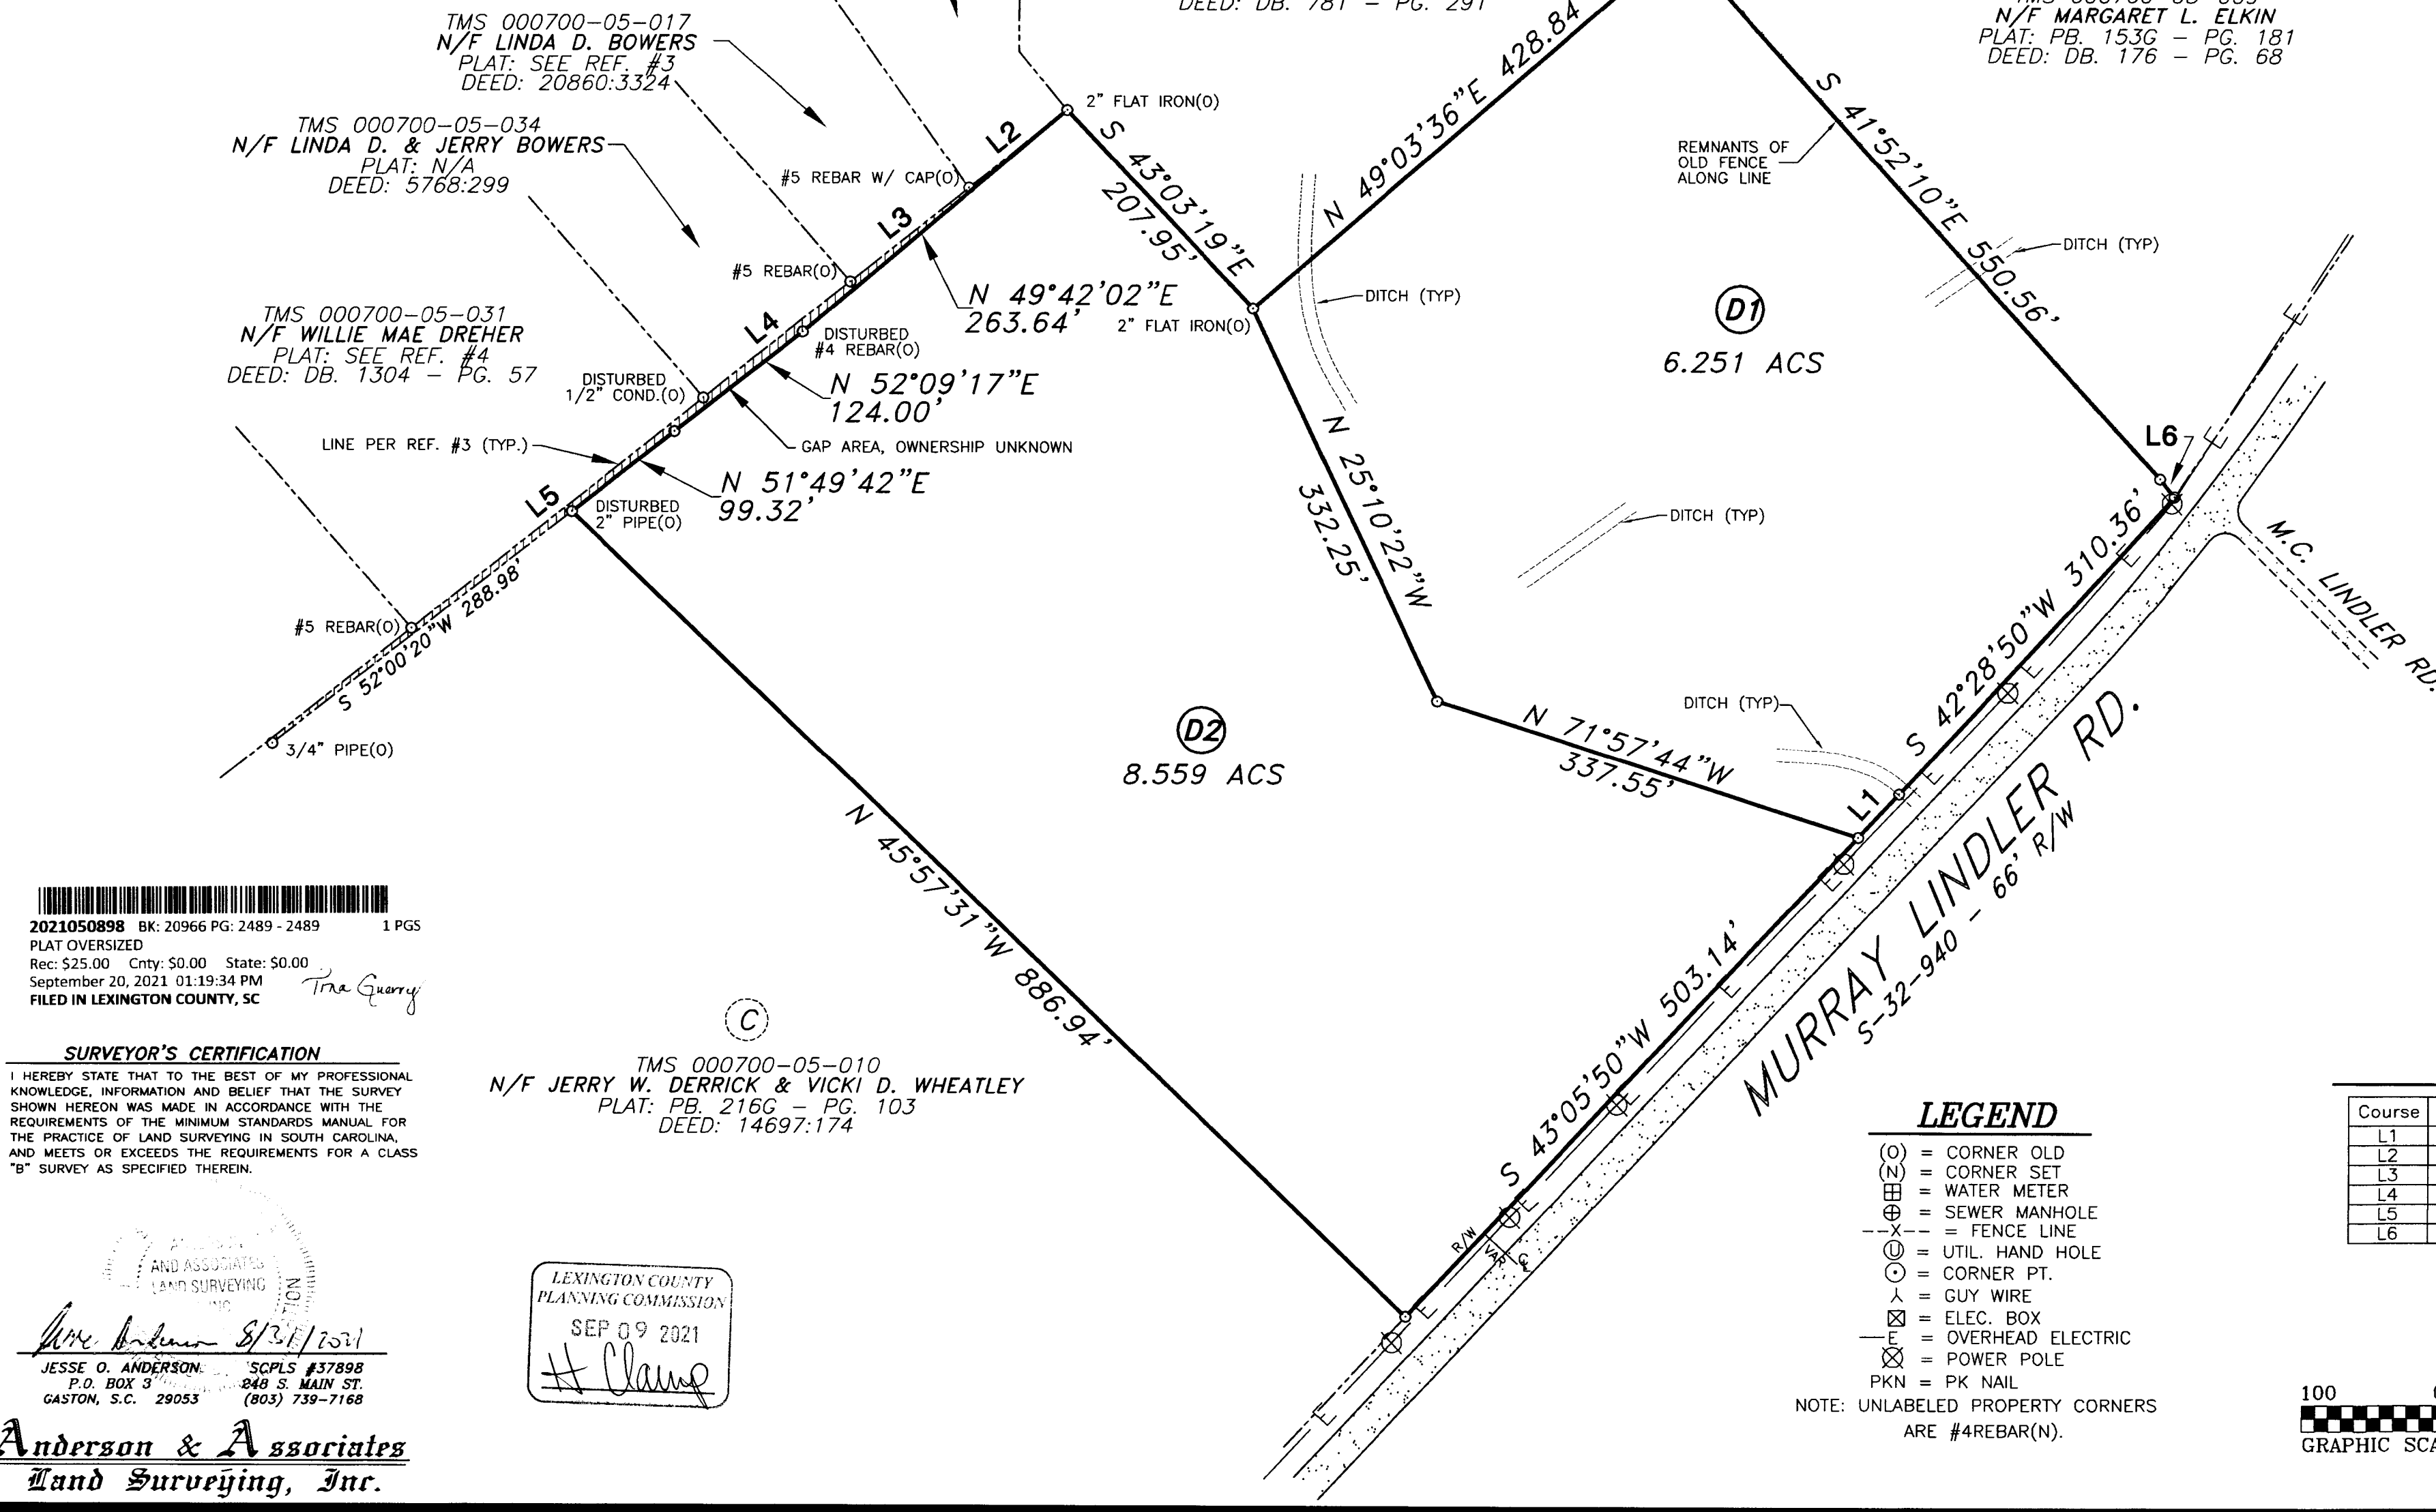 DEED: DB. 781 - PG. 291
TMS 000700-05-017
N/F LINDA D. BOWERS
PLAT: SEE REF. #3
DEED: 20860:3324
N/F MARGARET L. ELKIN
PLAT: PB. 153G - PG. 181
DEED: DB. 176 - PG. 68
TMS 000700-05-034
N/F LINDA D. & JERRY BOWERS
PLAT: N/A
DEED: 5768:299
2" FLAT IRON(O)
L2
#5 REBAR W/ CAP(O)
L3
S 43°03'19"E
207.95'
N 49°03'36"E 428.84
S 41°52'10"E 550.56'
REMNANTS OF
OLD FENCE
ALONG LINE
DITCH (TYP)
#5 REBAR(O)
N 49°42'02"E
263.64'
2" FLAT IRON(O)
DITCH (TYP)
D1
6.251 ACS
TMS 000700-05-031
N/F WILLIE MAE DREHER
PLAT: SEE REF. #4
DEED: DB. 1304 - PG. 57
L4
DISTURBED
#4 REBAR(O)
DISTURBED
1/2" COND.(O)
N 52°09'17"E
124.00'
LINE PER REF. #3 (TYP.)
GAP AREA, OWNERSHIP UNKNOWN
N 51°49'42"E
99.32'
L5
DISTURBED
2" PIPE(O)
N 25°10'22"W
332.25'
DITCH (TYP)
L6
E
E
M.C. LINDLER RD.
#5 REBAR(O)
S 52°00'20"W 288.98'
3/4" PIPE(O)
S 42°28'50"W 310.36'
E
E
DITCH (TYP)
N 71°57'44"W
337.55'
L1
E
E
D2
8.559 ACS
N 45°57'31"W 886.94'
S 43°05'50"W 503.14'
E
E
E
E
E
R/W
VAR
MURRAY LINDLER RD.
S-32-940 - 66' R/W
2021050898 BK: 20966 PG: 2489 - 2489 1 PGS
PLAT OVERSIZED
Rec: $25.00 Cnty: $0.00 State: $0.00
September 20, 2021 01:19:34 PM
Tina Guerry
FILED IN LEXINGTON COUNTY, SC
C
TMS 000700-05-010
N/F JERRY W. DERRICK & VICKI D. WHEATLEY
PLAT: PB. 216G - PG. 103
DEED: 14697:174
SURVEYOR'S CERTIFICATION
I HEREBY STATE THAT TO THE BEST OF MY PROFESSIONAL
KNOWLEDGE, INFORMATION AND BELIEF THAT THE SURVEY
SHOWN HEREON WAS MADE IN ACCORDANCE WITH THE
REQUIREMENTS OF THE MINIMUM STANDARDS MANUAL FOR
THE PRACTICE OF LAND SURVEYING IN SOUTH CAROLINA,
AND MEETS OR EXCEEDS THE REQUIREMENTS FOR A CLASS
"B" SURVEY AS SPECIFIED THEREIN.
AND ASSOCIATES
LAND SURVEYING
INC
8/31/2021
JESSE O. ANDERSON SCPLS #37898
P.O. BOX 3 248 S. MAIN ST.
GASTON, S.C. 29053 (803) 739-7168
Anderson & Associates
Land Surveying, Inc.
LEXINGTON COUNTY
PLANNING COMMISSION
SEP 09 2021
H Clamp
LEGEND
(O) = CORNER OLD
(N) = CORNER SET
= WATER METER
= SEWER MANHOLE
--X-- = FENCE LINE
U = UTIL. HAND HOLE
= CORNER PT.
= GUY WIRE
= ELEC. BOX
—E = OVERHEAD ELECTRIC
= POWER POLE
PKN = PK NAIL
NOTE: UNLABELED PROPERTY CORNERS
ARE #4REBAR(N).
Course
L1
L2
L3
L4
L5
L6
100
GRAPHIC SCA